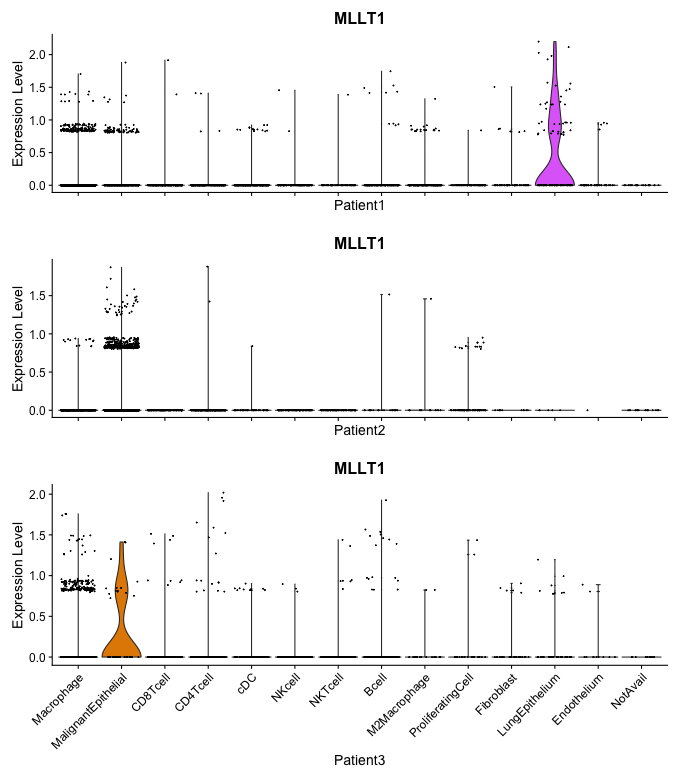 MLLT1
Expression Level
2.0
1.5
1.0
0.5
0.0
Patient1
MLLT1
Expression Level
1.5
1.0
0.5
0.0
Patient2
MLLT1
Expression Level
2.0
1.5
1.0
0.5
0.0
Macrophage
MalignantEpithelial
CD8Tcell
CD4Tcell
cDC
NKcell
NKTcell
Bcell
M2Macrophage
ProliferatingCell
Fibroblast
LungEpithelium
Endothelium
NotAvail
Patient3